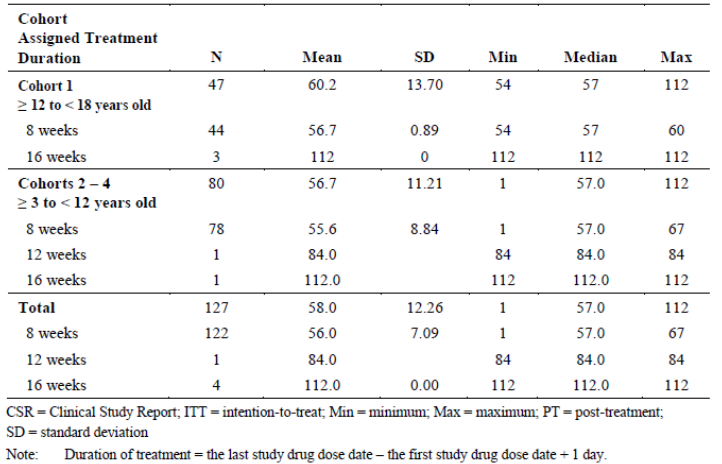 Cohort
Assigned Treatment
Duration N Mean SD Min Median Max
Cohort 1 47 60.2 13.70 54 57 112
≥ 12 to < 18 years old
8 weeks 44 56.7 0.89 54 57 60
16 weeks 3 112 0 112 112 112
Cohorts 2 – 4 80 56.7 11.21 1 57.0 112
≥ 3 to < 12 years old
8 weeks 78 55.6 8.84 1 57.0 67
12 weeks 1 84.0 84 84.0 84
16 weeks 1 112.0 112 112.0 112
Total 127 58.0 12.26 1 57.0 112
8 weeks 122 56.0 7.09 1 57.0 67
12 weeks 1 84.0 84 84.0 84
16 weeks 4 112.0 0.00 112 112.0 112
CSR = Clinical Study Report; ITT = intention-to-treat; Min = minimum; Max = maximum; PT = post-treatment;
SD = standard deviation
Note: Duration of treatment = the last study drug dose date – the first study drug dose date + 1 day.